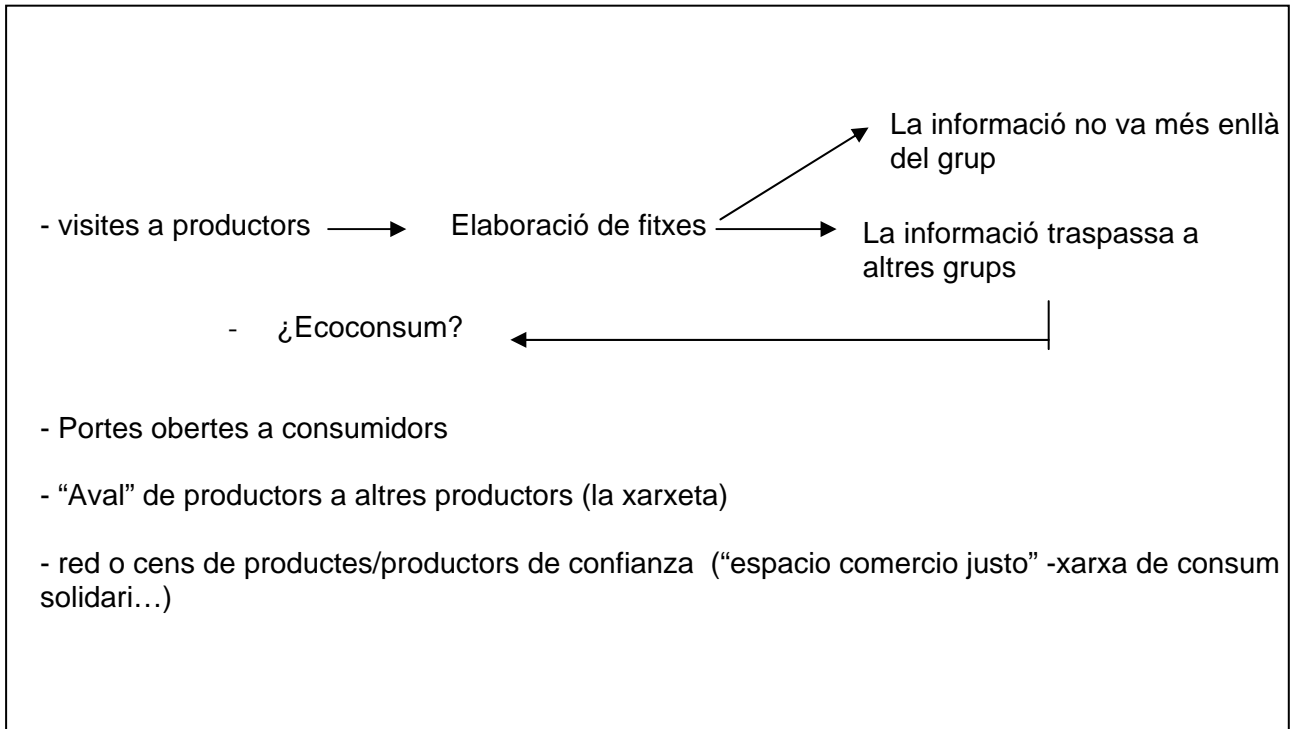 La informació no va més enllà
del grup
- visites a productors
Elaboració de fitxes
La informació traspassa a
altres grups
- ¿Ecoconsum?
- Portes obertes a consumidors
- “Aval” de productors a altres productors (la xarxeta)
- red o cens de productes/productors de confianza (“espacio comercio justo” -xarxa de consum
solidari…)